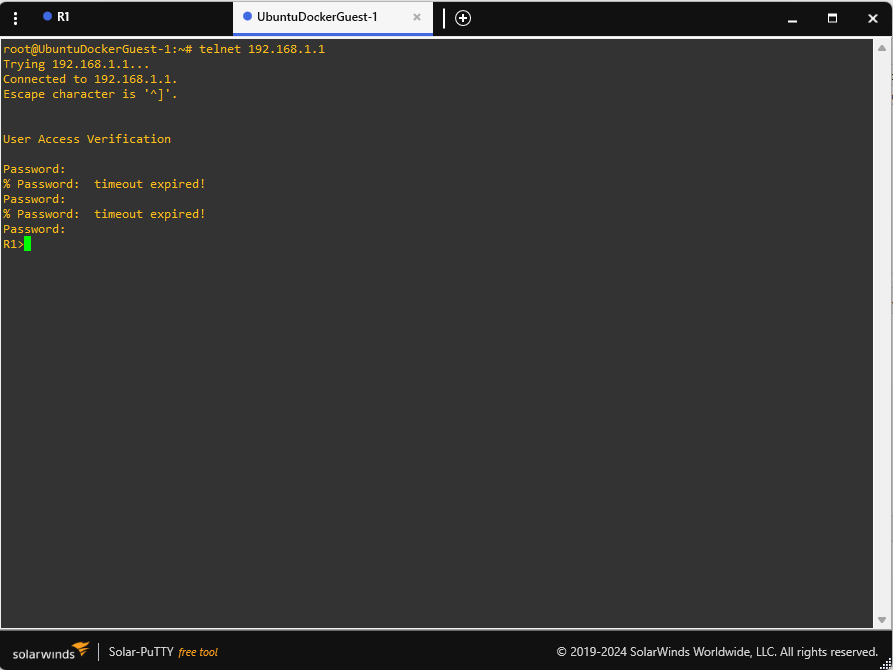 R1
UbuntuDockerGuest-1
root@UbuntuDockerGuest-1:~# telnet 192.168.1.1
Trying 192.168.1.1...
Connected to 192.168.1.1.
Escape character is '^]'.
User Access Verification
Password:
% Password:  timeout expired!
Password:
% Password:  timeout expired!
Password:
R1>
solarwinds Solar-PuTTY free tool © 2019-2024 SolarWinds Worldwide, LLC. All rights reserved.